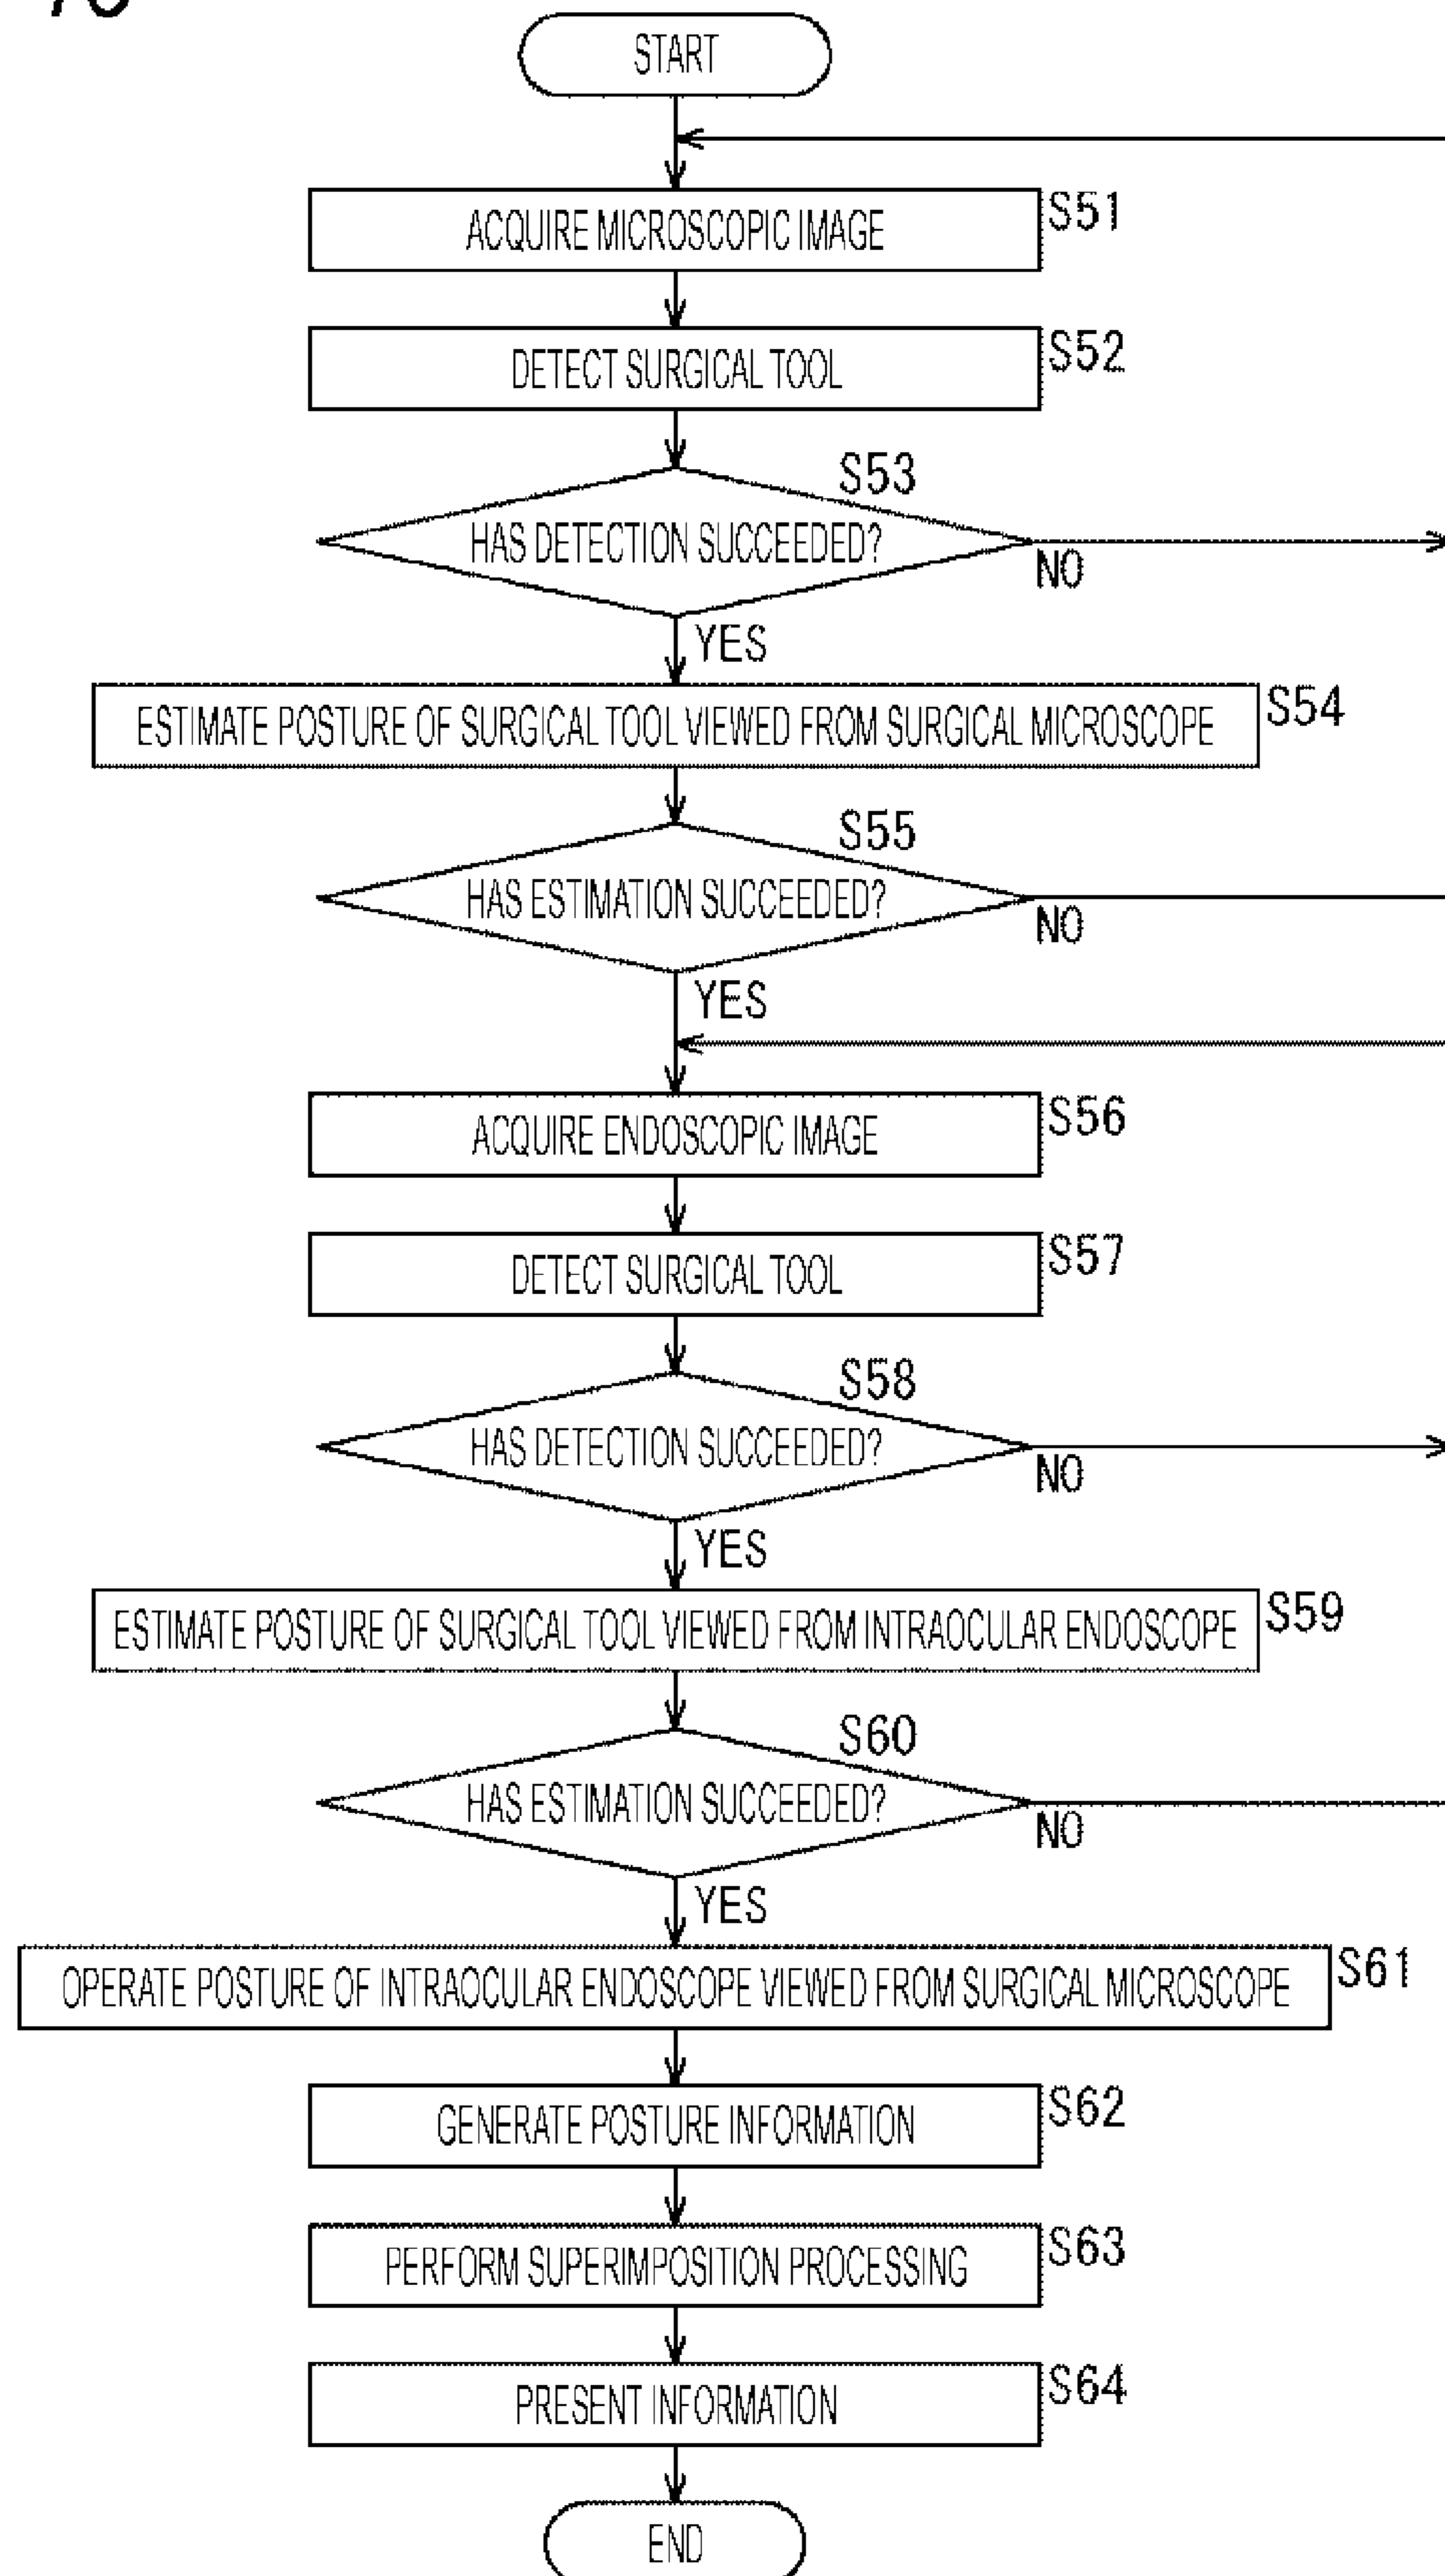 START
ACQUIRE MICROSCOPIC IMAGE
S51
DETECT SURGICAL TOOL
S52
S53
HAS DETECTION SUCCEEDED?
NO
YES
ESTIMATE POSTURE OF SURGICAL TOOL VIEWED FROM SURGICAL MICROSCOPE
S54
S55
HAS ESTIMATION SUCCEEDED?
NO
YES
ACQUIRE ENDOSCOPIC IMAGE
S56
DETECT SURGICAL TOOL
S57
S58
HAS DETECTION SUCCEEDED?
NO
YES
ESTIMATE POSTURE OF SURGICAL TOOL VIEWED FROM INTRAOCULAR ENDOSCOPE
S59
S60
HAS ESTIMATION SUCCEEDED?
NO
YES
OPERATE POSTURE OF INTRAOCULAR ENDOSCOPE VIEWED FROM SURGICAL MICROSCOPE
S61
GENERATE POSTURE INFORMATION
S62
PERFORM SUPERIMPOSITION PROCESSING
S63
PRESENT INFORMATION
S64
END